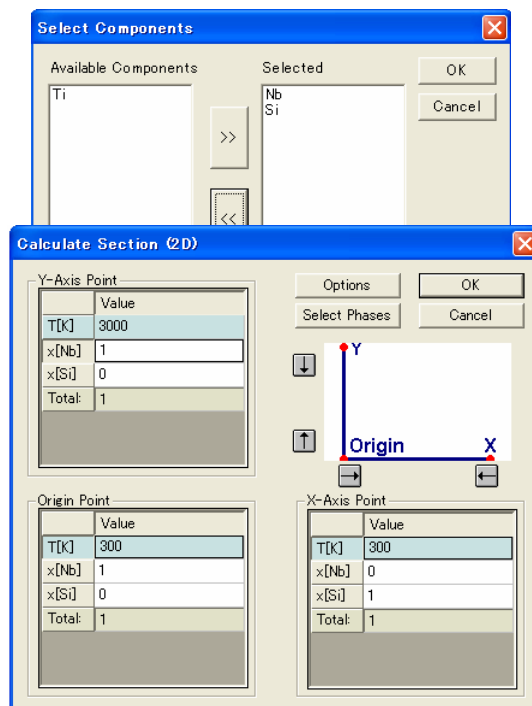 Select Components
Available Components
Selected
OK
Ti
Nb
Si
Cancel
>>
<<
Calculate Section (2D)
Y-Axis Point
Value
T[K] 3000
x[Nb] 1
x[Si] 0
Total: 1
Options
OK
Select Phases
Cancel
Y
Origin
X
Origin Point
Value
T[K] 300
x[Nb] 1
x[Si] 0
Total: 1
X-Axis Point
Value
T[K] 300
x[Nb] 0
x[Si] 1
Total: 1